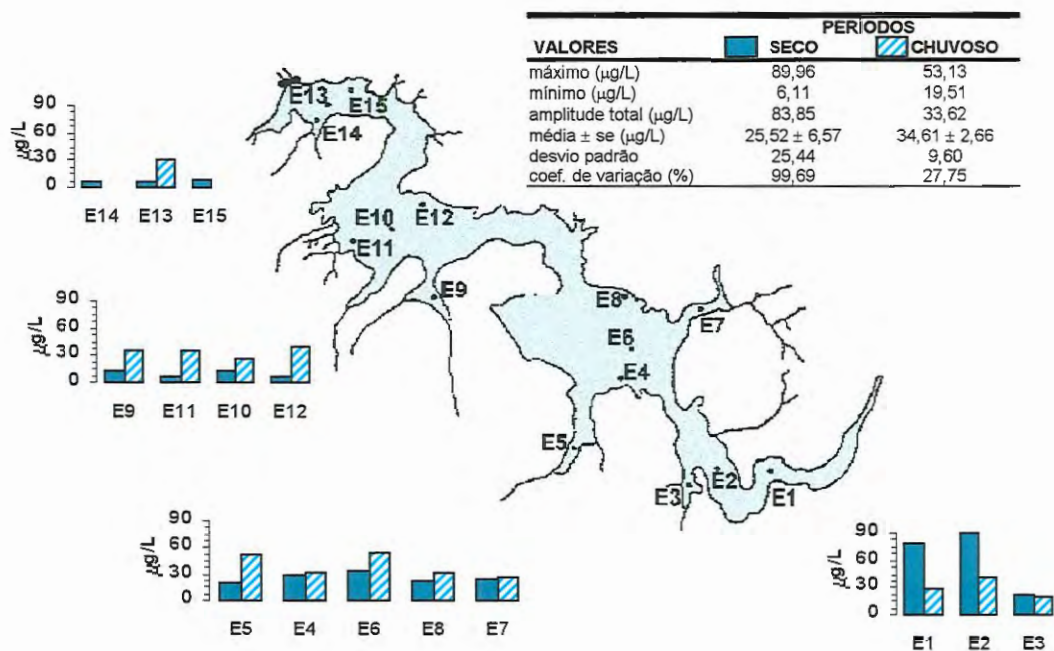 PERÍODOS
VALORES SECO CHUVOSO
máximo (µg/L) 89,96 53,13
mínimo (µg/L) 6,11 19,51
amplitude total (µg/L) 83,85 33,62
média ± se (µg/L) 25,52 ± 6,57 34,61 ± 2,66
desvio padrão 25,44 9,60
coef. de variação (%) 99,69 27,75
µg/L
90
60
30
0
E14 E13 E15
E13
E15
E14
E10 E12
E11
E9
E8
E7
E6
E4
E5
E3 E2 E1
µg/L
90
60
30
0
E9 E11 E10 E12
µg/L
90
60
30
0
E5 E4 E6 E8 E7
µg/L
90
60
30
0
E1 E2 E3